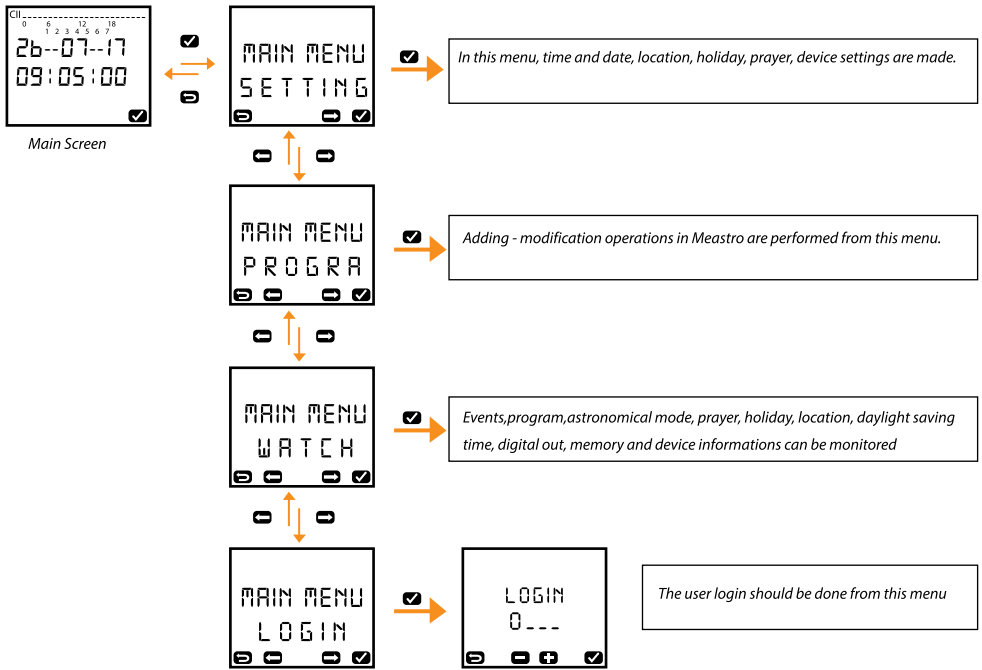 CII
0 6 12 18
1 2 3 4 5 6 7
26--07--17
09:05:00
Main Screen
MAIN MENU
SETTING
In this menu, time and date, location, holiday, prayer, device settings are made.
MAIN MENU
PROGRA
Adding - modification operations in Meastro are performed from this menu.
MAIN MENU
WATCH
Events,program,astronomical mode, prayer, holiday, location, daylight saving
time, digital out, memory and device informations can be monitored
MAIN MENU
LOGIN
LOGIN
0___
The user login should be done from this menu